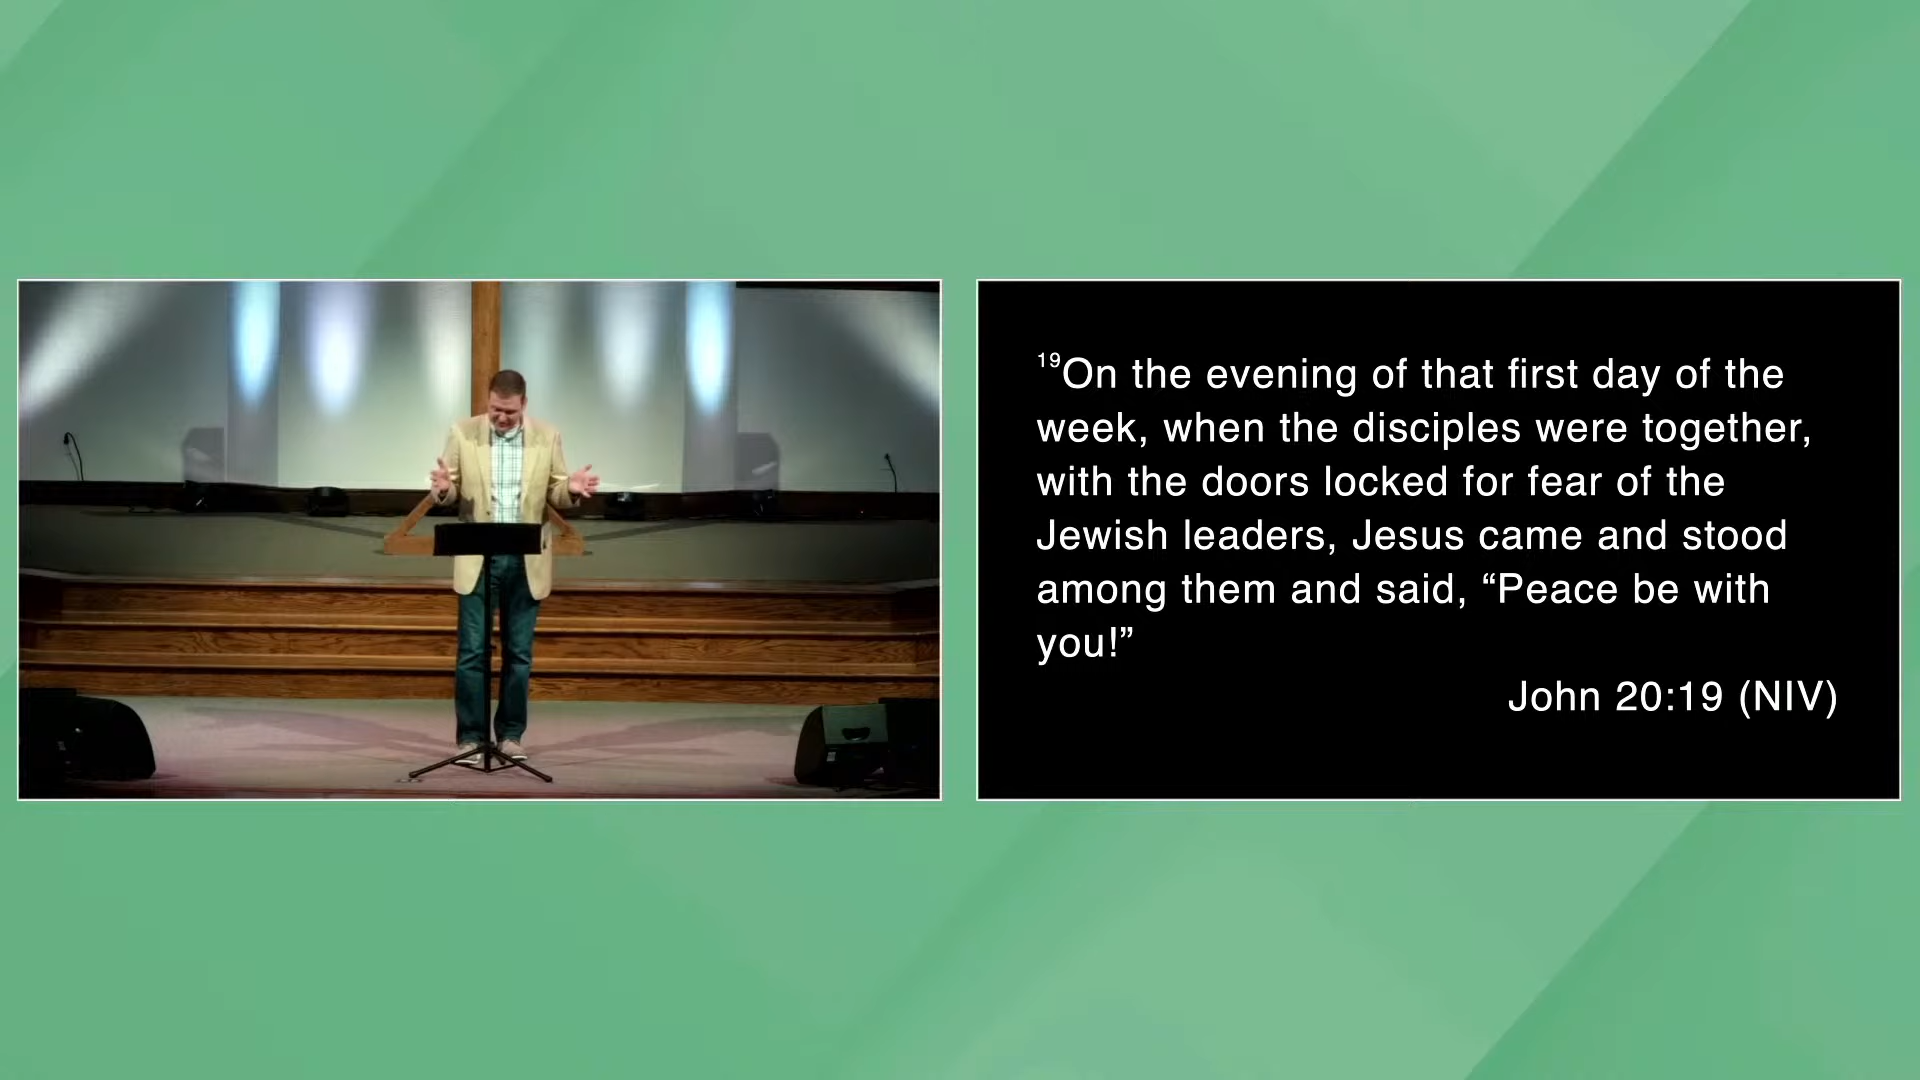 19On the evening of that first day of the
week, when the disciples were together,
with the doors locked for fear of the
Jewish leaders, Jesus came and stood
among them and said, “Peace be with
you!”
John 20:19 (NIV)